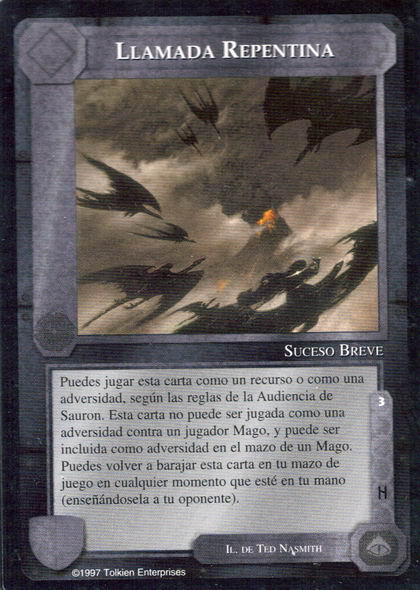 LLAMADA REPENTINA
SUCESO BREVE
Puedes jugar esta carta como un recurso o como una
adversidad, según las reglas de la Audiencia de
Sauron. Esta carta no puede ser jugada como una
adversidad contra un jugador Mago, y puede ser
incluida como adversidad en el mazo de un Mago.
Puedes volver a barajar esta carta en tu mazo de
juego en cualquier momento que esté en tu mano
(enseñándosela a tu oponente).
3
H
IL. DE TED NASMITH
©1997 Tolkien Enterprises